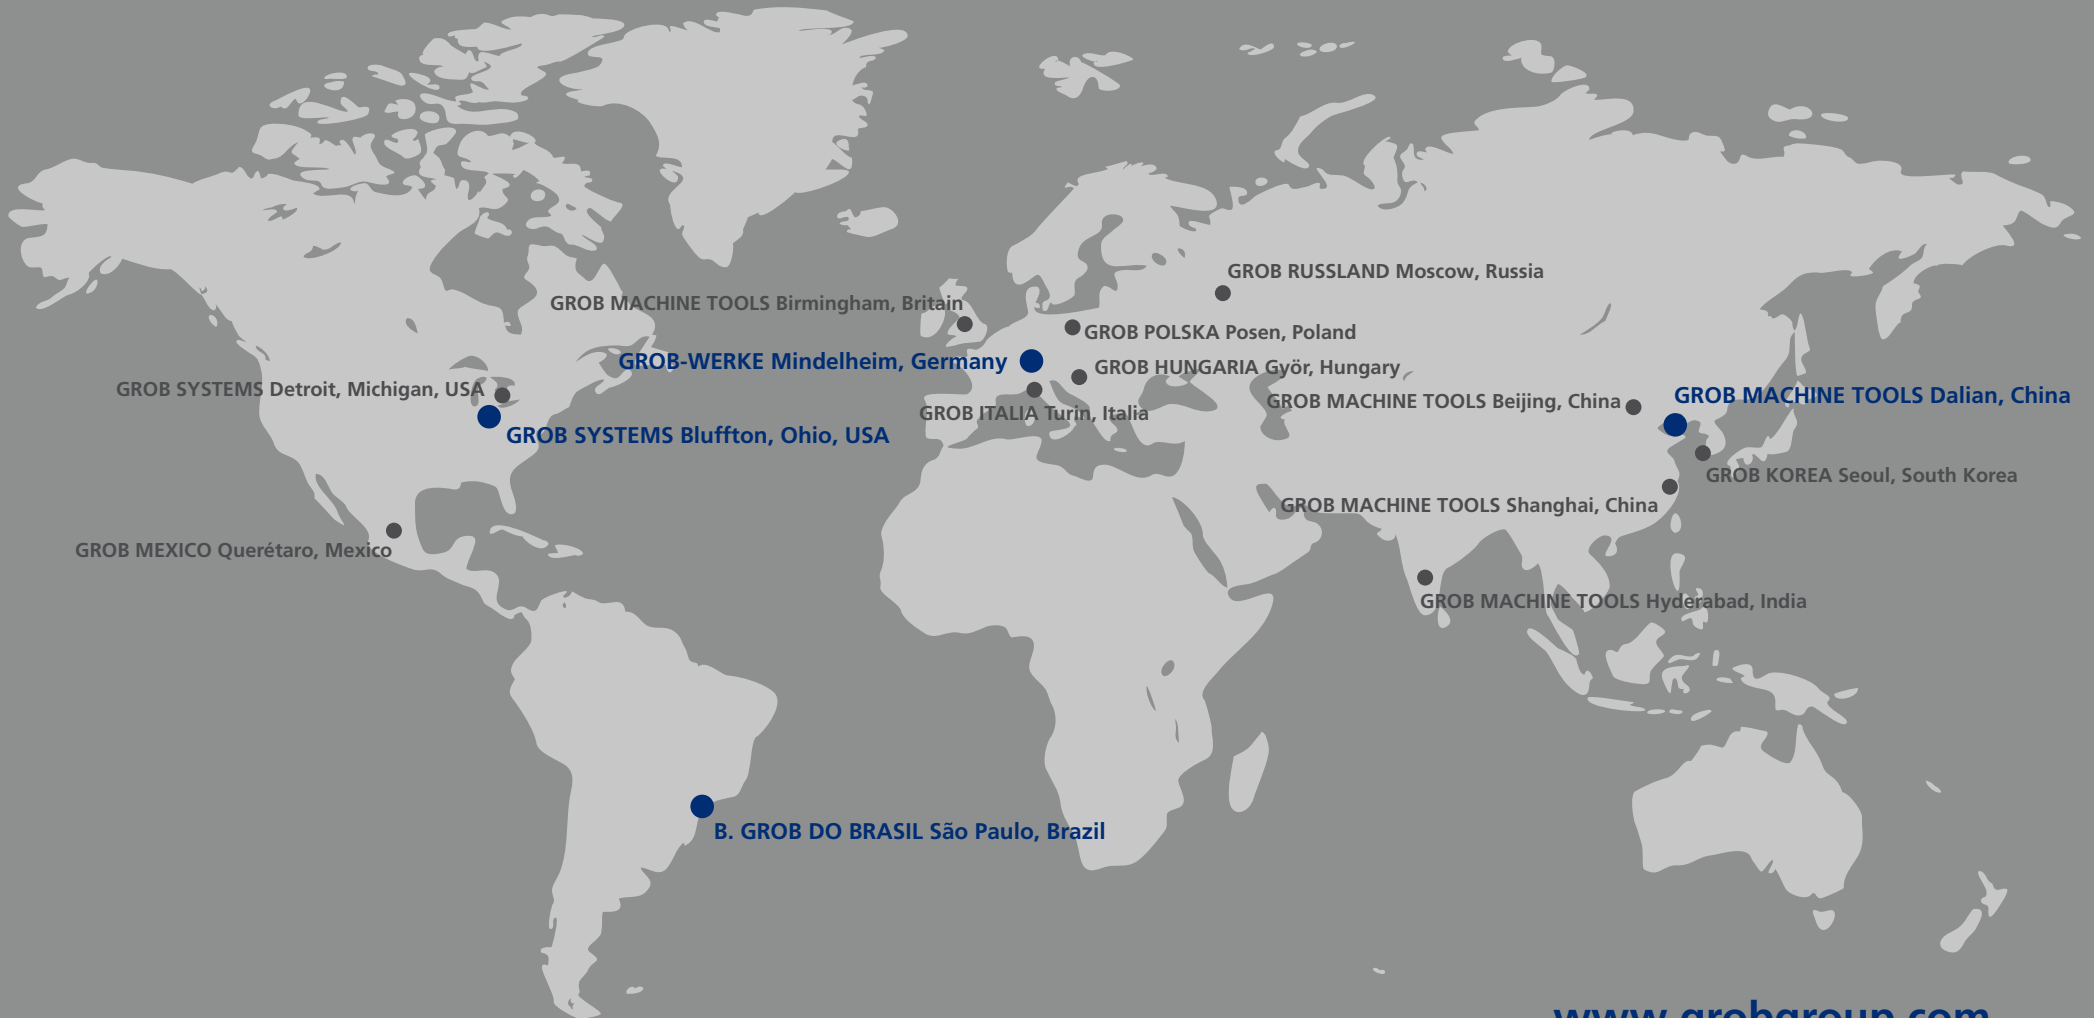 GROB RUSSLAND Moscow, Russia
GROB MACHINE TOOLS Birmingham, Britain
GROB POLSKA Posen, Poland
GROB-WERKE Mindelheim, Germany
GROB HUNGARIA Györ, Hungary
GROB SYSTEMS Detroit, Michigan, USA
GROB MACHINE TOOLS Beijing, China
GROB MACHINE TOOLS Dalian, China
GROB ITALIA Turin, Italia
GROB SYSTEMS Bluffton, Ohio, USA
GROB KOREA Seoul, South Korea
GROB MACHINE TOOLS Shanghai, China
GROB MEXICO Querétaro, Mexico
GROB MACHINE TOOLS Hyderabad, India
B. GROB DO BRASIL São Paulo, Brazil
www.grobgroup.com